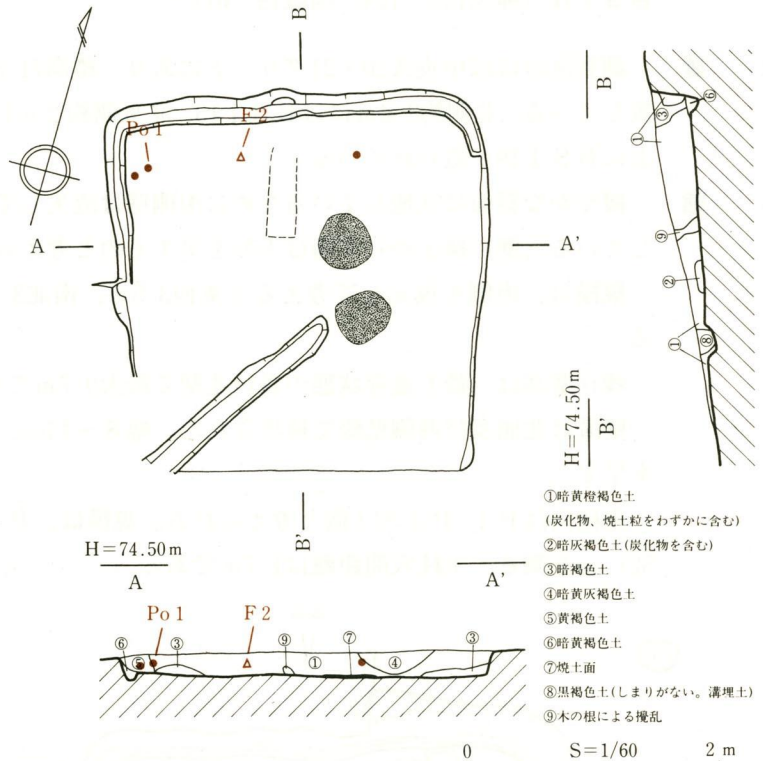 B
Po 1
F 2
A
A'
B'
B
①
③
⑥
⑨
②
①
⑧
H=74.50m
B'
H=74.50m
A
A'
Po 1
F 2
⑥
⑤
③
⑨
①
⑦
④
③
①暗黄橙褐色土
(炭化物、焼土粒をわずかに含む)
②暗灰褐色土(炭化物を含む)
③暗褐色土
④暗黄灰褐色土
⑤黄褐色土
⑥暗黄褐色土
⑦焼土面
⑧黒褐色土(しまりがない。溝埋土)
⑨木の根による攪乱
0 S=1/60 2 m